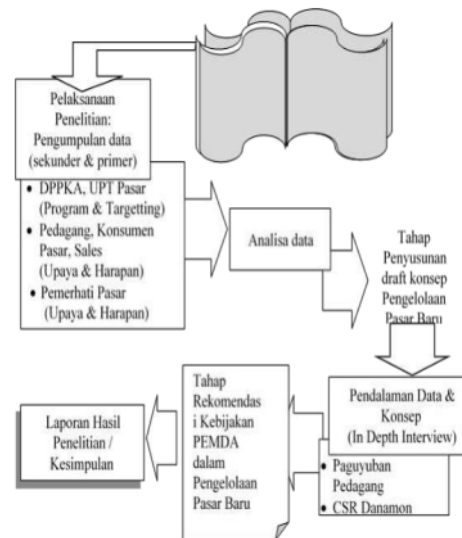 Pelaksanaan
Penelitian:
Pengumpulan data
(sekunder & primer)
• DPPKA, UPT Pasar
(Program & Targetting)
• Pedagang, Konsumen
Pasar, Sales
(Upaya & Harapan)
• Pemerhati Pasar
(Upaya & Harapan)
Analisa data
Tahap
Penyusunan
draft konsep
Pengelolaan
Pasar Baru
Pendalaman Data &
Konsep
(In Depth Interview)
• Paguyuban
Pedagang
• CSR Danamon
Tahap
Rekomendas
i Kebijakan
PEMDA
dalam
Pengelolaan
Pasar Baru
Laporan Hasil
Penelitian /
Kesimpulan